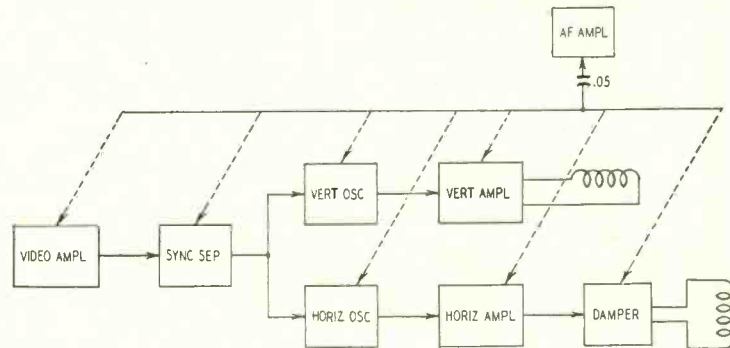 AF AMPL
.05
VERT OSC
VERT AMPL
VIDEO AMPL
SYNC SEP
HORIZ OSC
HORIZ AMPL
DAMPER